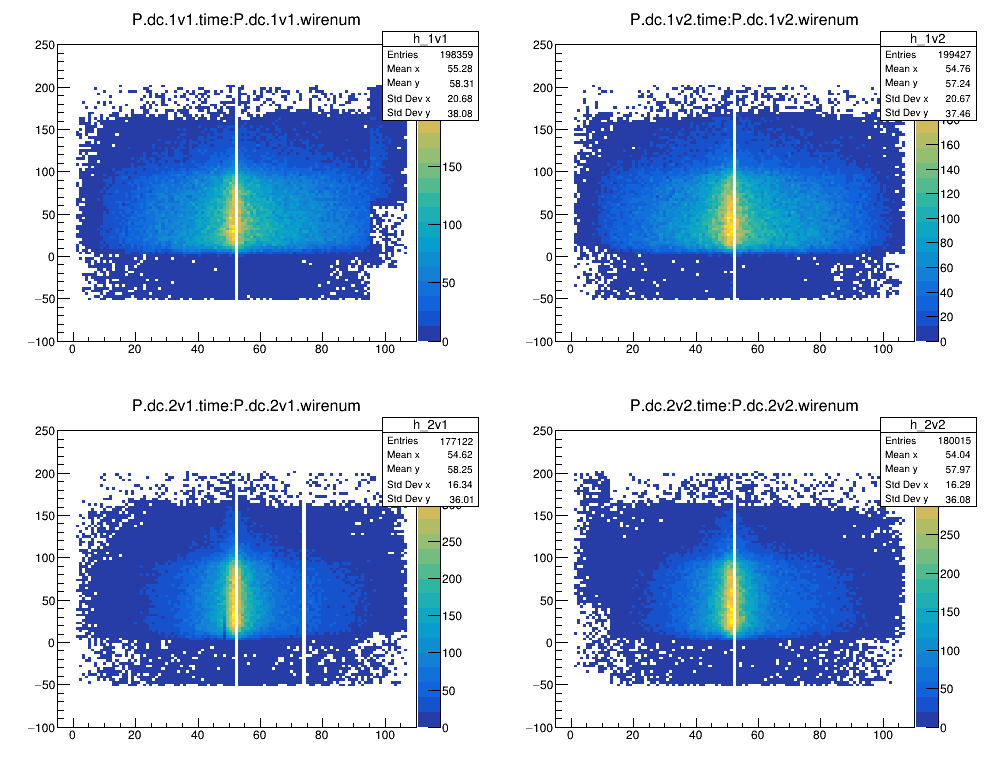 P.dc.1v1.time:P.dc.1v1.wirenum
h_1v1
Entries 198359
Mean x 55.28
Mean y 58.31
Std Dev x 20.68
Std Dev y 38.08
250
200
150
100
50
0
−50
−100
0 20 40 60 80 100
150
100
50
0
P.dc.1v2.time:P.dc.1v2.wirenum
h_1v2
Entries 199427
Mean x 54.76
Mean y 57.24
Std Dev x 20.67
Std Dev y 37.46
250
200
150
100
50
0
−50
−100
0 20 40 60 80 100
160
140
120
100
80
60
40
20
0
P.dc.2v1.time:P.dc.2v1.wirenum
h_2v1
Entries 177122
Mean x 54.62
Mean y 58.25
Std Dev x 16.34
Std Dev y 36.01
250
200
150
100
50
0
−50
−100
0 20 40 60 80 100
250
200
150
100
50
0
P.dc.2v2.time:P.dc.2v2.wirenum
h_2v2
Entries 180015
Mean x 54.04
Mean y 57.97
Std Dev x 16.29
Std Dev y 36.08
250
200
150
100
50
0
−50
−100
0 20 40 60 80 100
250
200
150
100
50
0